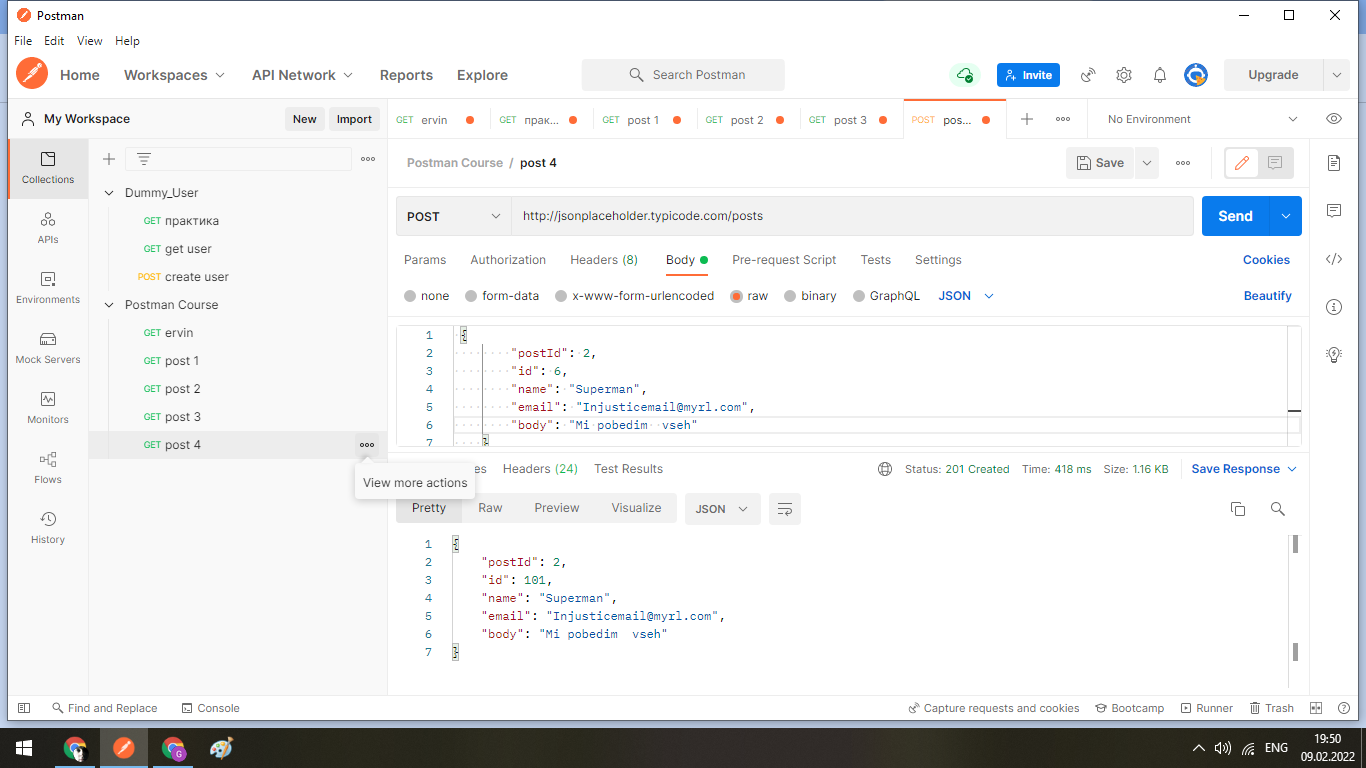 Postman
File Edit View Help
Home Workspaces API Network Reports Explore Search Postman Invite Upgrade
My Workspace New Import GET ervin GET прак... GET post 1 GET post 2 GET post 3 POST pos... No Environment
Collections
APIs
Environments
Mock Servers
Monitors
Flows
History
Dummy_User
GET практика
GET get user
POST create user
Postman Course
GET ervin
GET post 1
GET post 2
GET post 3
GET post 4
View more actions
Postman Course / post 4 Save
POST http://jsonplaceholder.typicode.com/posts Send
Params Authorization Headers (8) Body Pre-request Script Tests Settings Cookies
none form-data x-www-form-urlencoded raw binary GraphQL JSON Beautify
1 {
2 "postId": 2,
3 "id": 6,
4 "name": "Superman",
5 "email": "Injusticemail@myrl.com",
6 "body": "Mi pobedim  vseh"
7 }
es Headers (24) Test Results Status: 201 Created Time: 418 ms Size: 1.16 KB Save Response
Pretty Raw Preview Visualize JSON
1 {
2 "postId": 2,
3 "id": 101,
4 "name": "Superman",
5 "email": "Injusticemail@myrl.com",
6 "body": "Mi pobedim  vseh"
7 }
Find and Replace Console Capture requests and cookies Bootcamp Runner Trash
G ENG 19:50
09.02.2022